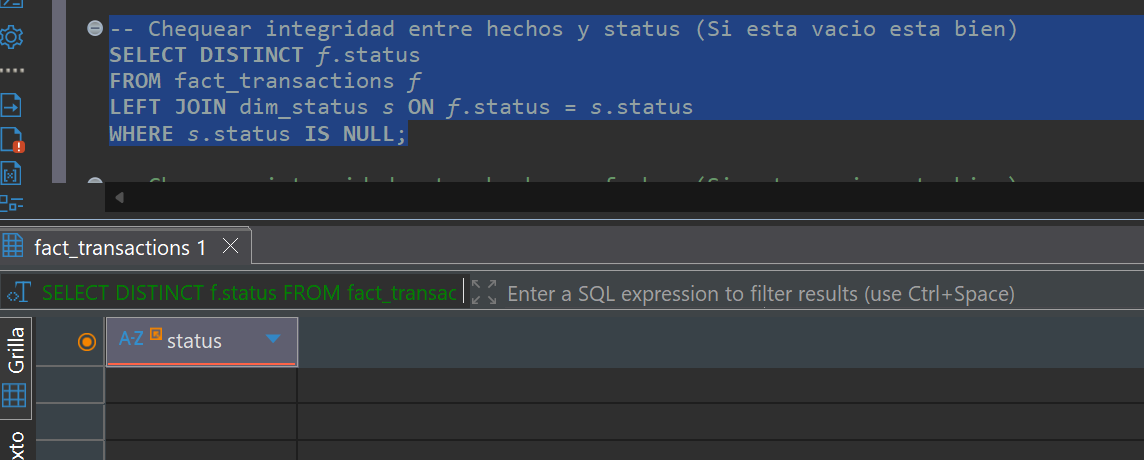 -- Chequear integridad entre hechos y status (Si esta vacio esta bien)
SELECT DISTINCT f.status
FROM fact_transactions f
LEFT JOIN dim_status s ON f.status = s.status
WHERE s.status IS NULL;
fact_transactions 1
SELECT DISTINCT f.status FROM fact_transac
Enter a SQL expression to filter results (use Ctrl+Space)
Grilla
A-Z status
xto